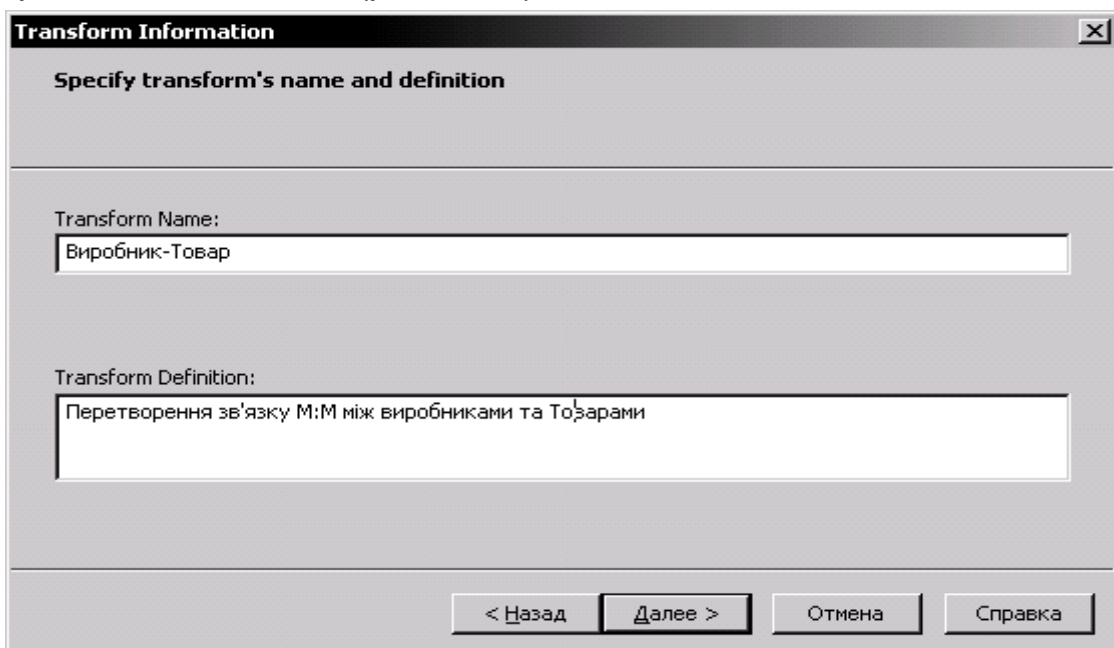 Transform Information
Specify transform's name and definition
Transform Name:
Виробник-Товар
Transform Definition:
Перетворення зв'язку М:М між виробниками та Товарами
< Назад Далее > Отмена Справка